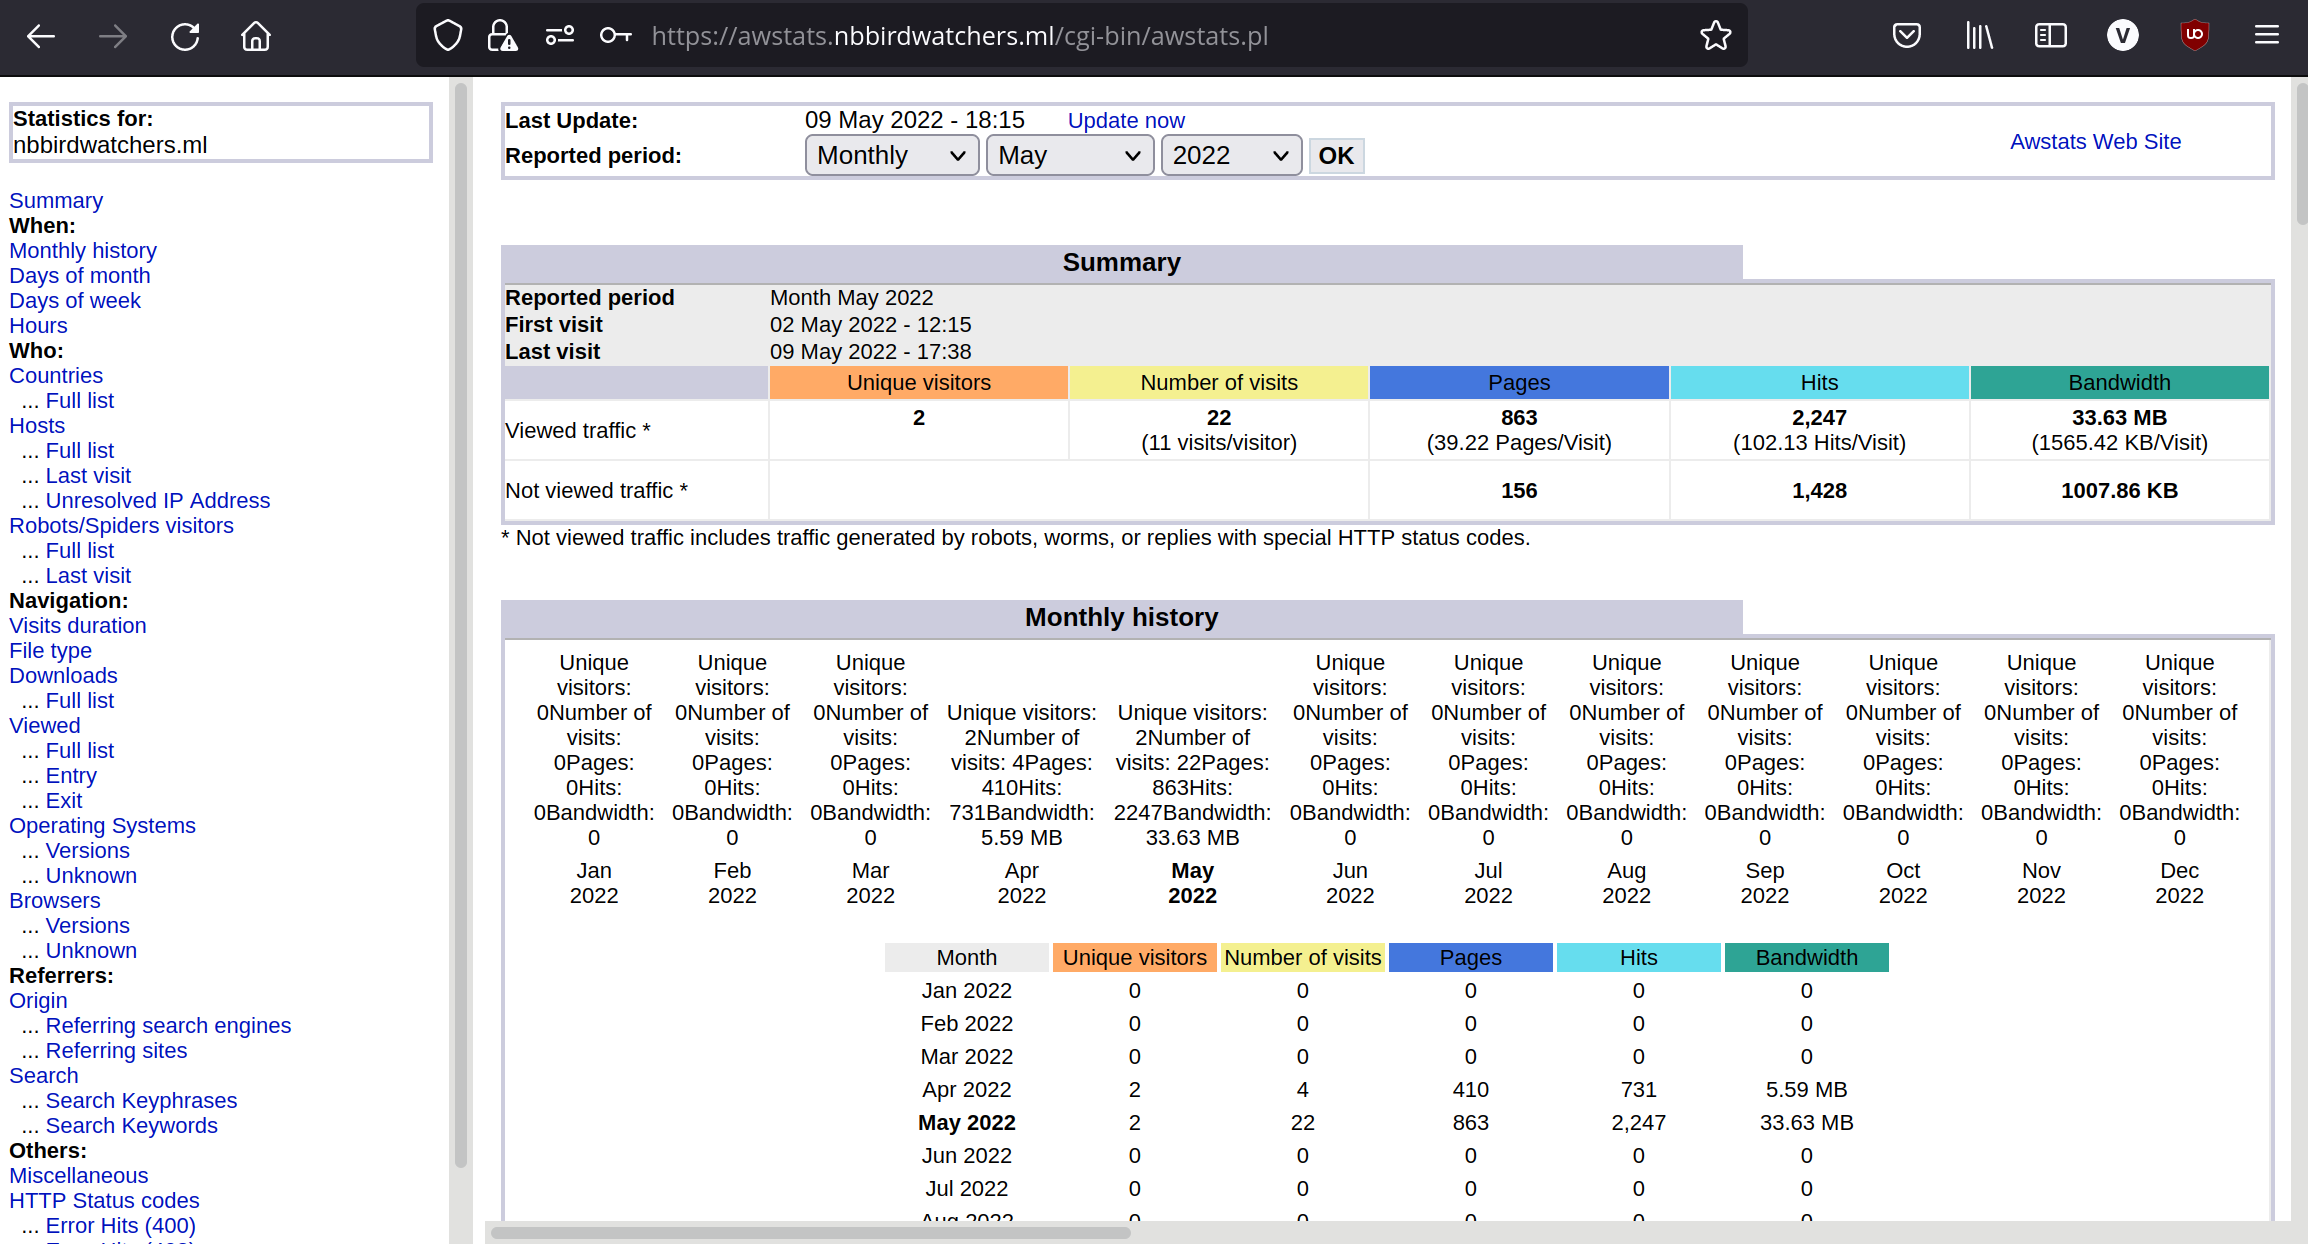 https://awstats.nbbirdwatchers.ml/cgi-bin/awstats.pl
V
Statistics for:
nbbirdwatchers.ml
Summary
When:
Monthly history
Days of month
Days of week
Hours
Who:
Countries
... Full list
Hosts
... Full list
... Last visit
... Unresolved IP Address
Robots/Spiders visitors
... Full list
... Last visit
Navigation:
Visits duration
File type
Downloads
... Full list
Viewed
... Full list
... Entry
... Exit
Operating Systems
... Versions
... Unknown
Browsers
... Versions
... Unknown
Referrers:
Origin
... Referring search engines
... Referring sites
Search
... Search Keyphrases
... Search Keywords
Others:
Miscellaneous
HTTP Status codes
... Error Hits (400)
Last Update: 09 May 2022 - 18:15 Update now
Reported period: Monthly May 2022 OK
Awstats Web Site
Summary
Reported period Month May 2022
First visit 02 May 2022 - 12:15
Last visit 09 May 2022 - 17:38
Unique visitors Number of visits Pages Hits Bandwidth
Viewed traffic * 2 22 863 2,247 33.63 MB
(11 visits/visitor) (39.22 Pages/Visit) (102.13 Hits/Visit) (1565.42 KB/Visit)
Not viewed traffic * 156 1,428 1007.86 KB
* Not viewed traffic includes traffic generated by robots, worms, or replies with special HTTP status codes.
Monthly history
Unique Unique Unique Unique Unique Unique Unique Unique Unique Unique
visitors: visitors: visitors: visitors: visitors: visitors: visitors: visitors: visitors: visitors:
0Number of 0Number of 0Number of Unique visitors: Unique visitors: 0Number of 0Number of 0Number of 0Number of 0Number of 0Number of 0Number of
visits: visits: visits: 2Number of 2Number of visits: visits: visits: visits: visits: visits: visits:
0Pages: 0Pages: 0Pages: visits: 4Pages: visits: 22Pages: 0Pages: 0Pages: 0Pages: 0Pages: 0Pages: 0Pages: 0Pages:
0Hits: 0Hits: 0Hits: 410Hits: 863Hits: 0Hits: 0Hits: 0Hits: 0Hits: 0Hits: 0Hits: 0Hits:
0Bandwidth: 0Bandwidth: 0Bandwidth: 731Bandwidth: 2247Bandwidth: 0Bandwidth: 0Bandwidth: 0Bandwidth: 0Bandwidth: 0Bandwidth: 0Bandwidth: 0Bandwidth:
0 0 0 5.59 MB 33.63 MB 0 0 0 0 0 0 0
Jan Feb Mar Apr May Jun Jul Aug Sep Oct Nov Dec
2022 2022 2022 2022 2022 2022 2022 2022 2022 2022 2022 2022
Month Unique visitors Number of visits Pages Hits Bandwidth
Jan 2022 0 0 0 0 0
Feb 2022 0 0 0 0 0
Mar 2022 0 0 0 0 0
Apr 2022 2 4 410 731 5.59 MB
May 2022 2 22 863 2,247 33.63 MB
Jun 2022 0 0 0 0 0
Jul 2022 0 0 0 0 0
Aug 2022 0 0 0 0 0